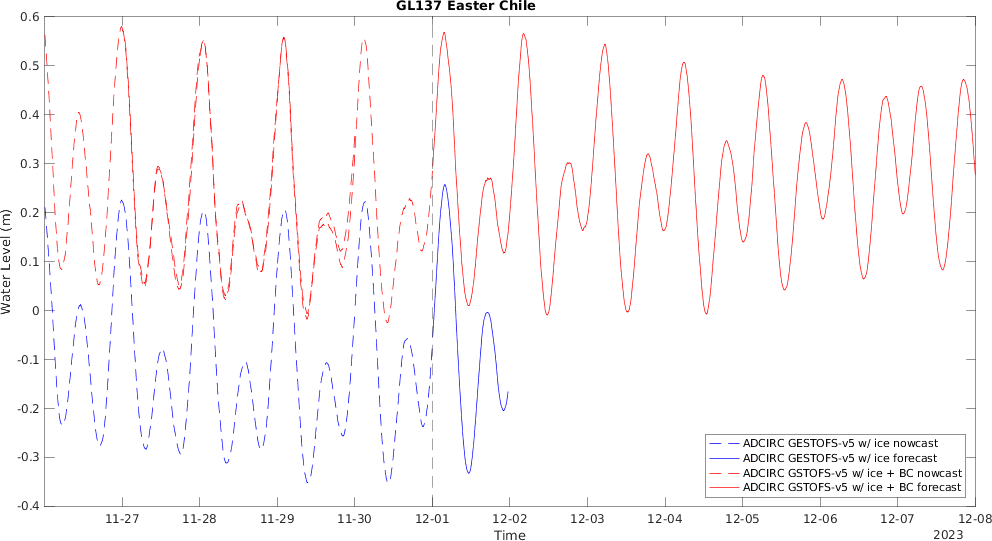 GL137 Easter Chile
0.6
0.5
0.4
0.3
0.2
0.1
0
-0.1
-0.2
-0.3
-0.4
Water Level (m)
ADCIRC GESTOFS-v5 w/ ice nowcast
ADCIRC GESTOFS-v5 w/ ice forecast
ADCIRC GSTOFS-v5 w/ ice + BC nowcast
ADCIRC GSTOFS-v5 w/ ice + BC forecast
11-27 11-28 11-29 11-30 12-01 12-02 12-03 12-04 12-05 12-06 12-07 12-08
Time
2023